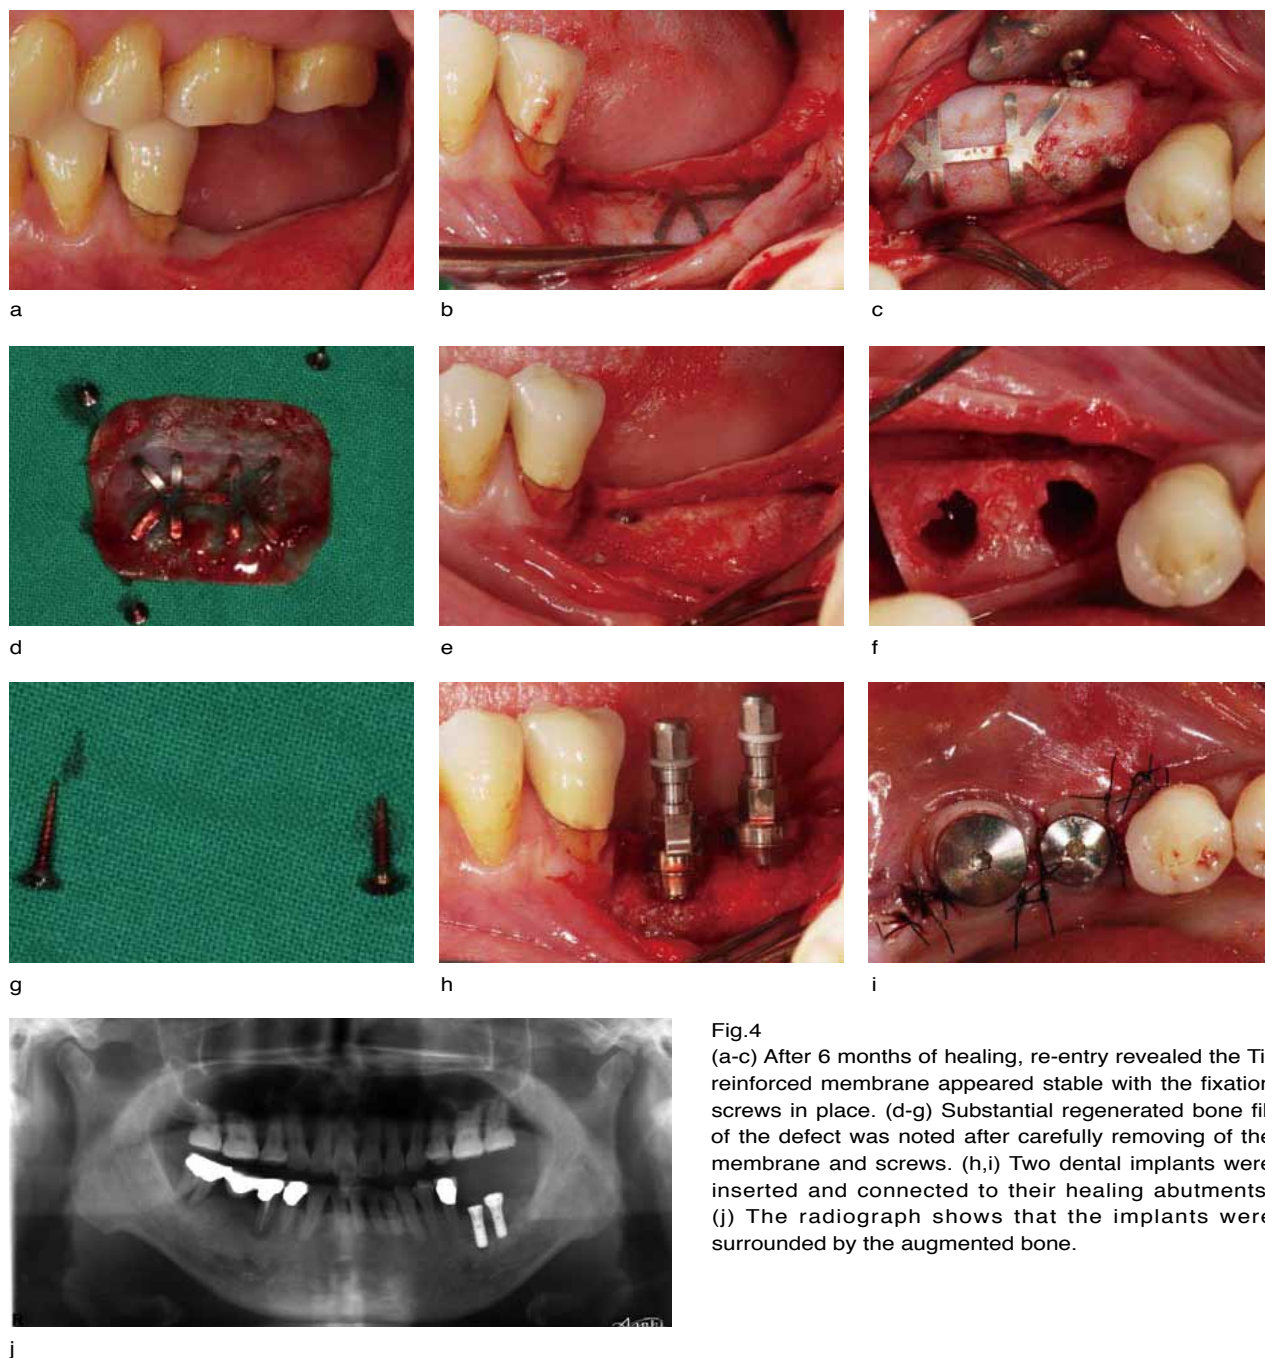 a
b
c
d
e
f
g
h
i
R
j
Fig.4
(a-c) After 6 months of healing, re-entry revealed the Ti
reinforced membrane appeared stable with the fixation
screws in place. (d-g) Substantial regenerated bone fil
of the defect was noted after carefully removing of the
membrane and screws. (h,i) Two dental implants were
inserted and connected to their healing abutments
(j) The radiograph shows that the implants were
surrounded by the augmented bone.